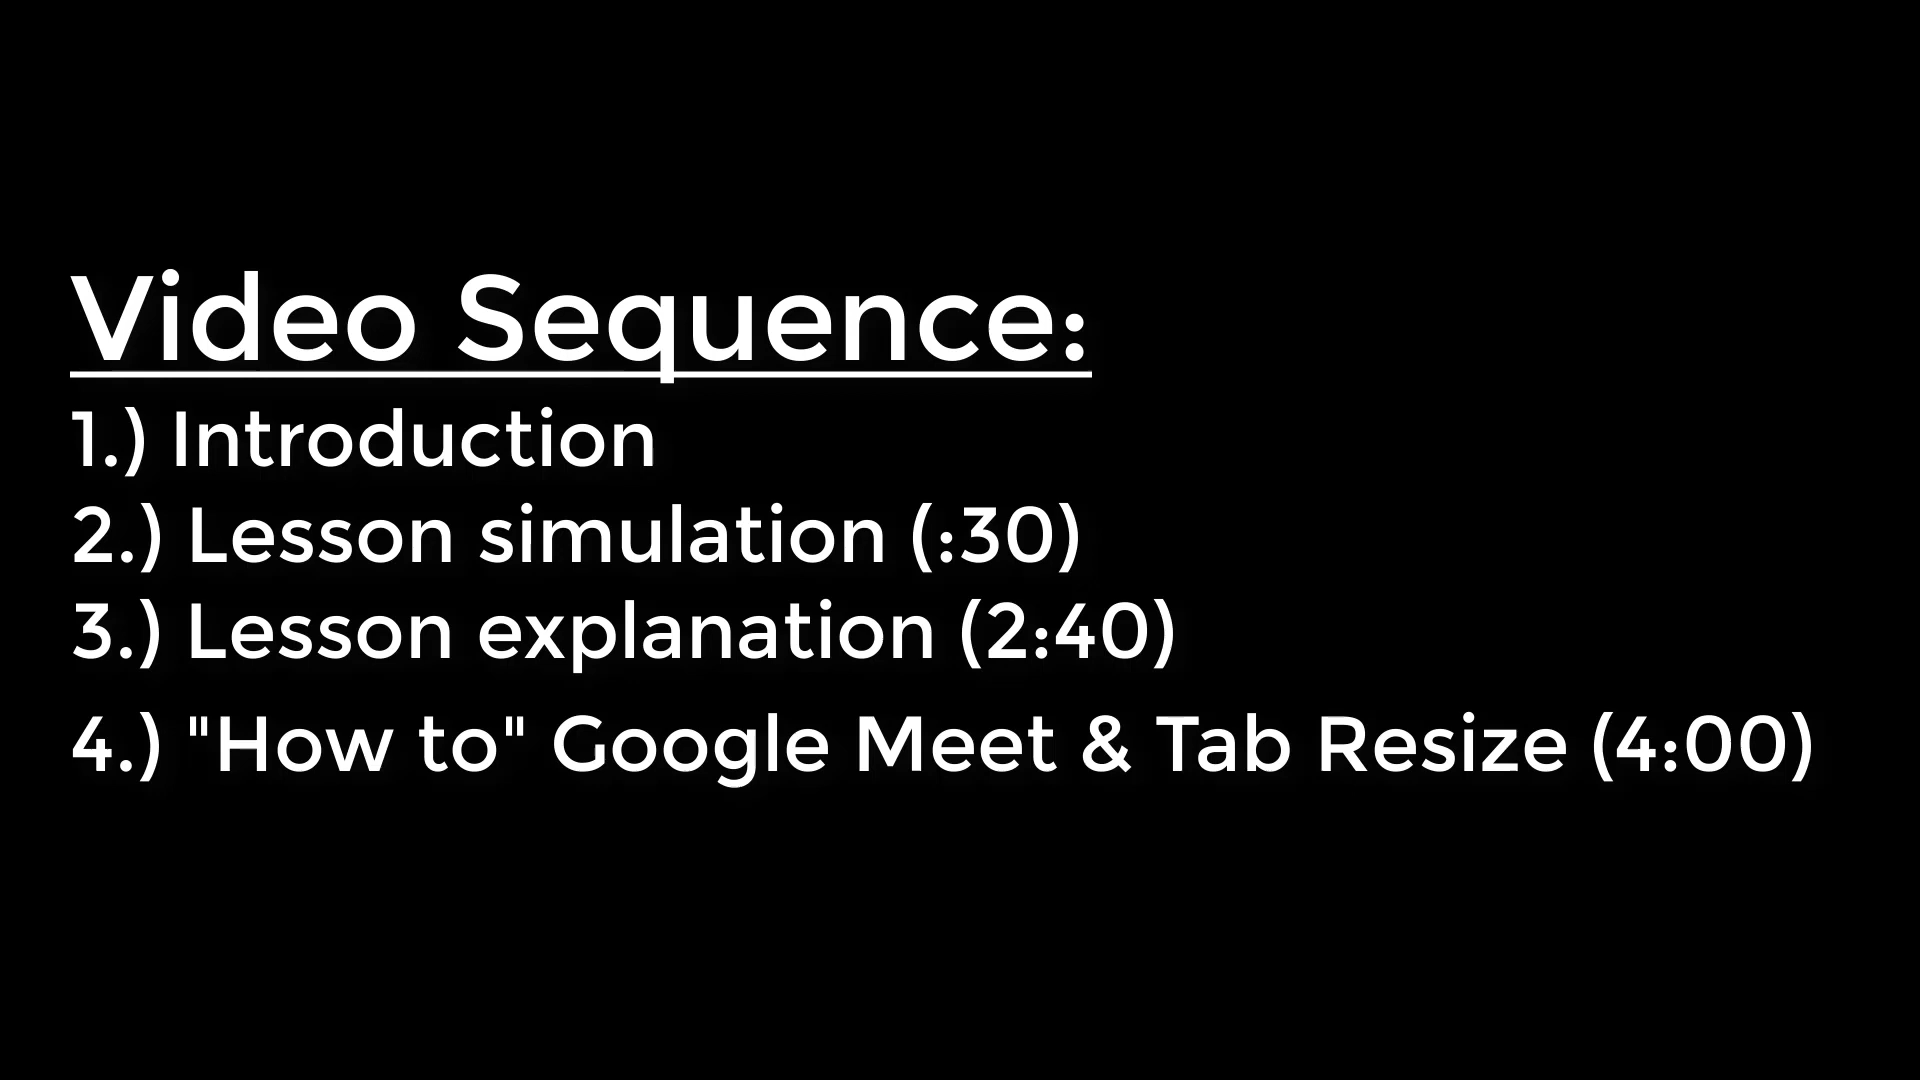 Video Sequence:
1.) Introduction
2.) Lesson simulation (:30)
3.) Lesson explanation (2:40)
4.) "How to" Google Meet & Tab Resize (4:00)